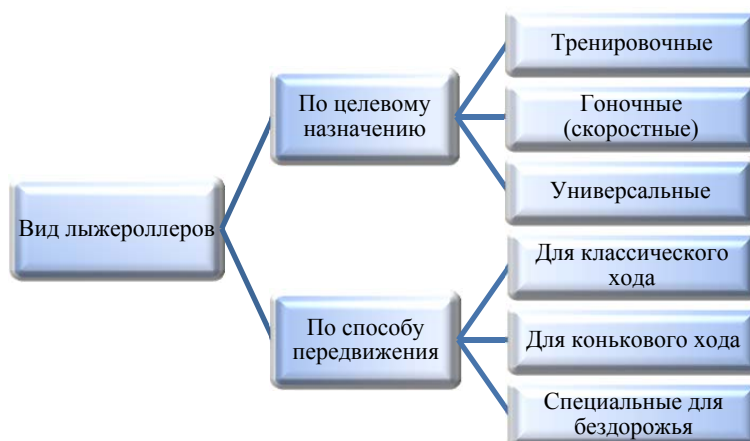 Вид лыжероллеров
По целевому
назначению
Тренировочные
Гоночные
(скоростные)
Универсальные
По способу
передвижения
Для классического
хода
Для конькового хода
Специальные для
бездорожья